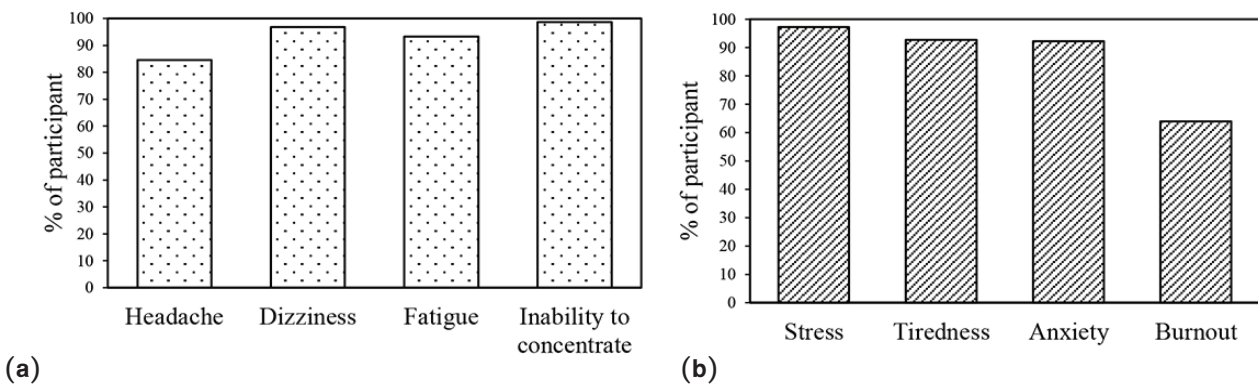 % of participant
100
90
80
70
60
50
40
30
20
10
0
Headache
Dizziness
Fatigue
Inability to
concentrate
(a)
% of participant
100
90
80
70
60
50
40
30
20
10
0
Stress
Tiredness
Anxiety
Burnout
(b)